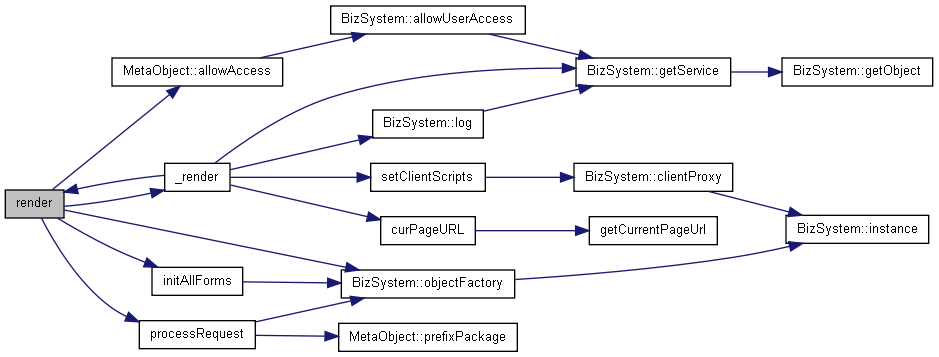 BizSystem::allowUserAccess
MetaObject::allowAccess
BizSystem::getService
BizSystem::getObject
BizSystem::log
_render
setClientScripts
BizSystem::clientProxy
render
curPageURL
getCurrentPageUrl
BizSystem::instance
initAllForms
BizSystem::objectFactory
processRequest
MetaObject::prefixPackage